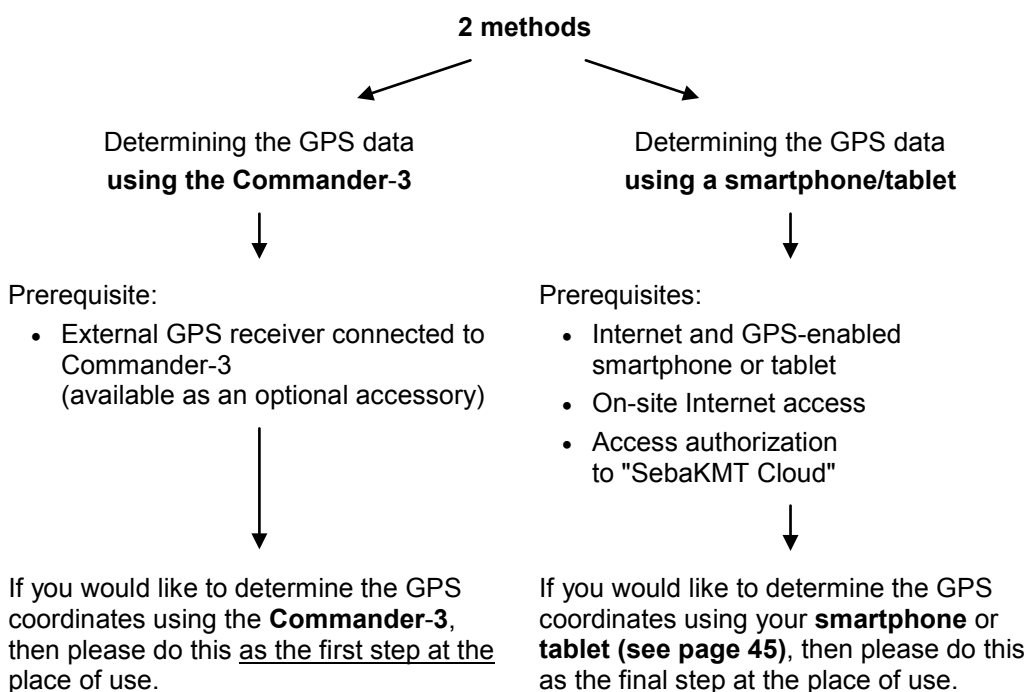 2 methods
Determining the GPS data
using the Commander-3
Prerequisite:
• External GPS receiver connected to
Commander-3
(available as an optional accessory)
If you would like to determine the GPS
coordinates using the Commander-3,
then please do this as the first step at the
place of use.
Determining the GPS data
using a smartphone/tablet
Prerequisites:
• Internet and GPS-enabled
smartphone or tablet
• On-site Internet access
• Access authorization
to "SebaKMT Cloud"
If you would like to determine the GPS
coordinates using your smartphone or
tablet (see page 45), then please do this
as the final step at the place of use.